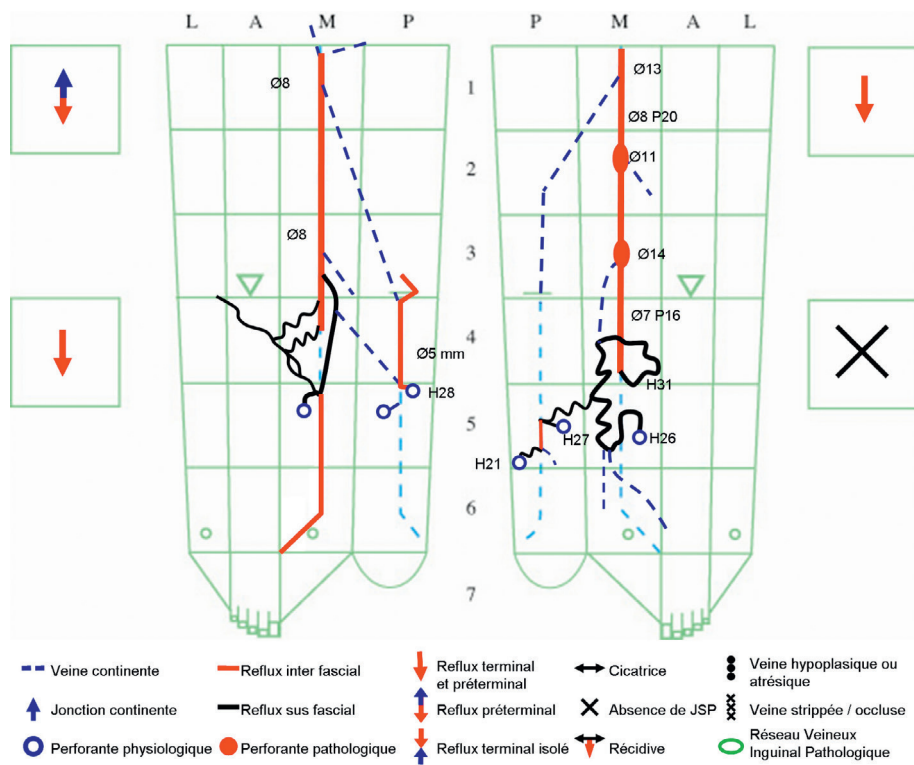 L A M P P M A L
Ø8 1 Ø13
Ø8 P20
Ø11
2
Ø8 3 Ø14
4 Ø7 P16
Ø5 mm
H28 H31
5 H27 H26
H21
6
7
Veine continente Reflux inter fascial Reflux terminal et préterminal Cicatrice Veine hypoplasique ou atrésique
Jonction continente Reflux sus fascial Reflux préterminal Absence de JSP Veine strippée / occluse
Perforante physiologique Perforante pathologique Reflux terminal isolé Récidive Réseau Veineux Inguinal Pathologique